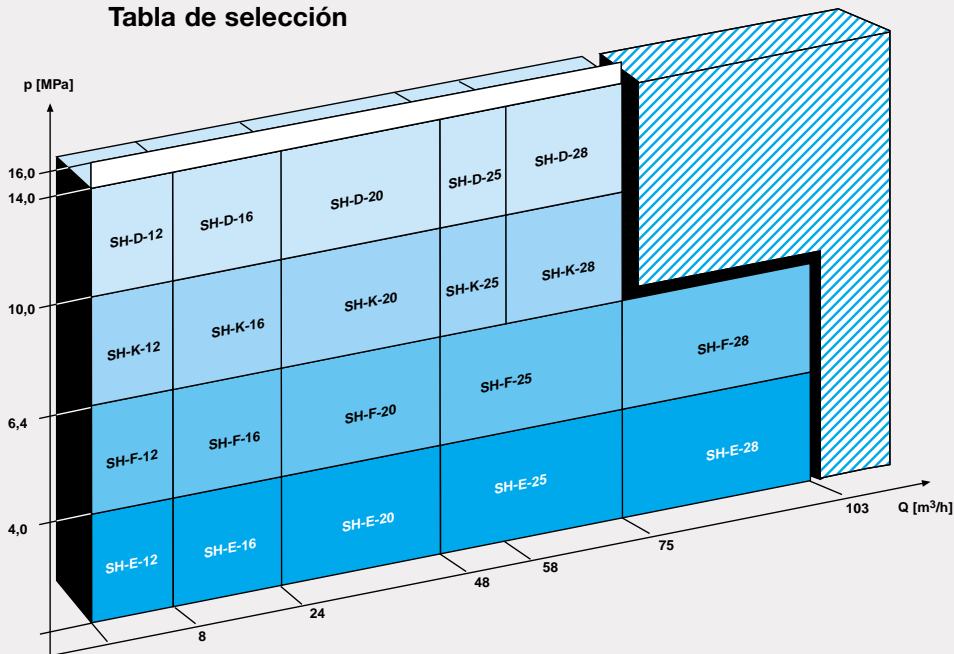 Tabla de selección
p [MPa]
16,0
14,0
10,0
6,4
4,0
SH-D-12
SH-D-16
SH-D-20
SH-D-25
SH-D-28
SH-K-12
SH-K-16
SH-K-20
SH-K-25
SH-K-28
SH-F-12
SH-F-16
SH-F-20
SH-F-25
SH-F-28
SH-E-12
SH-E-16
SH-E-20
SH-E-25
SH-E-28
8
24
48
58
75
103
Q [m³/h]